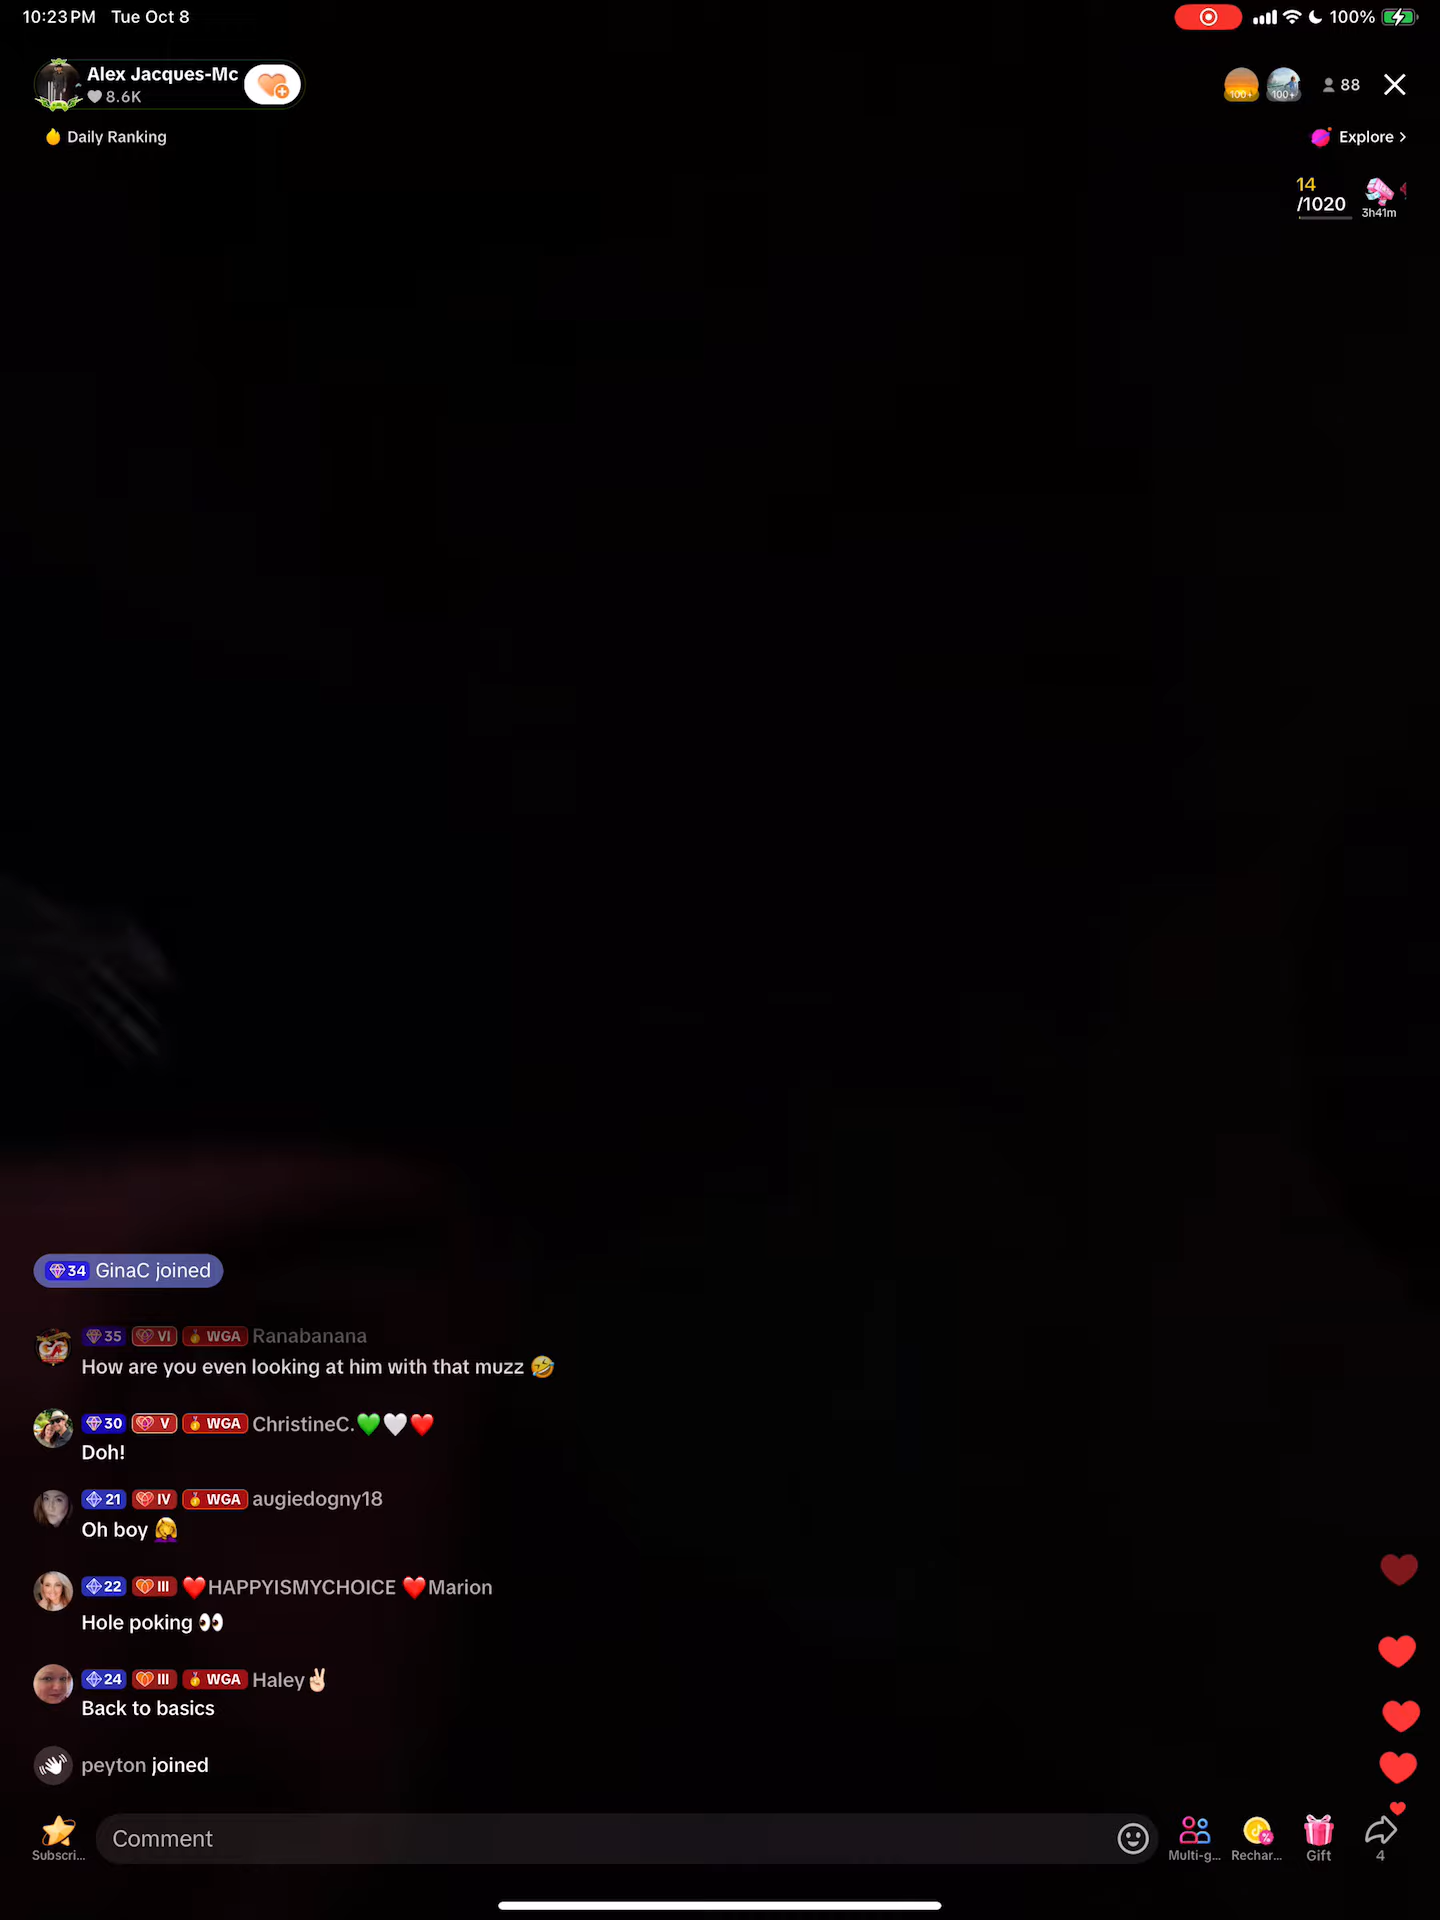 10:23 PM Tue Oct 8
100%
Alex Jacques-Mc
8.6K
100+
100+
88
Daily Ranking
Explore >
14
/1020
3h41m
34 GinaC joined
35 VI WGA Ranabanana
How are you even looking at him with that muzz 🤣
30 V WGA ChristineC.💚🤍❤️
Doh!
21 IV WGA augiedogny18
Oh boy 🤦‍♀️
22 III ❤️HAPPYISMYCHOICE ❤️Marion
Hole poking 👀
24 III WGA Haley✌🏻
Back to basics
peyton joined
Subscri...
Comment
Multi-g...
Rechar...
Gift
4